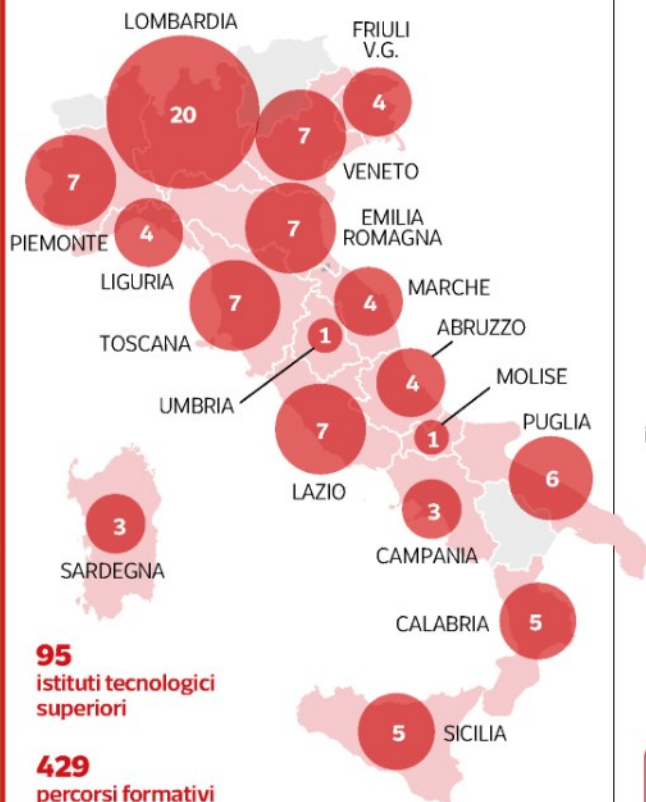 LOMBARDIA
20
FRIULI
V.G.
4
7
VENETO
7
PIEMONTE
4
LIGURIA
7
EMILIA
ROMAGNA
7
TOSCANA
4
MARCHE
1
UMBRIA
ABRUZZO
4
MOLISE
1
7
LAZIO
PUGLIA
6
3
SARDEGNA
3
CAMPANIA
CALABRIA
5
95
istituti tecnologici
superiori
5
SICILIA
429
percorsi formativi